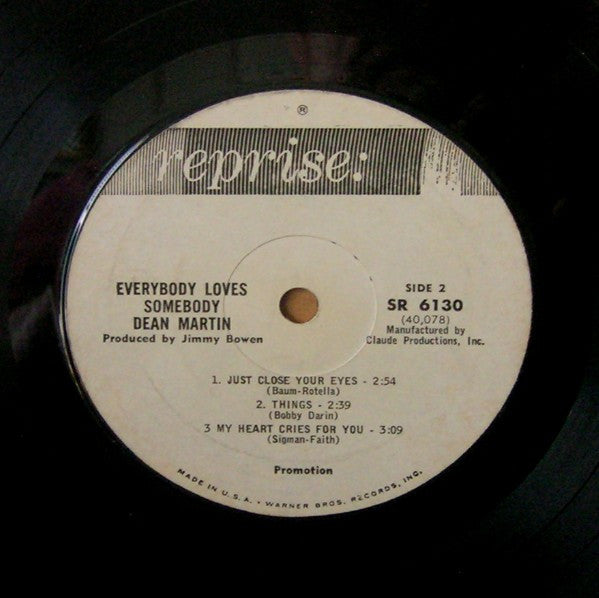 ®
reprise:
EVERYBODY LOVES
SOMEBODY
DEAN MARTIN
Produced by Jimmy Bowen
SIDE 2
SR 6130
(40,078)
Manufactured by
Claude Productions, Inc.
1. JUST CLOSE YOUR EYES - 2:54
(Baum-Rotella)
2. THINGS - 2:39
(Bobby Darin)
3 MY HEART CRIES FOR YOU - 3:09
(Sigman-Faith)
Promotion
MADE IN U.S.A. • WARNER BROS. RECORDS, INC.